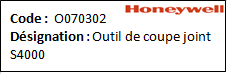 Honeywell
Code : O070302
Désignation : Outil de coupe joint
S4000